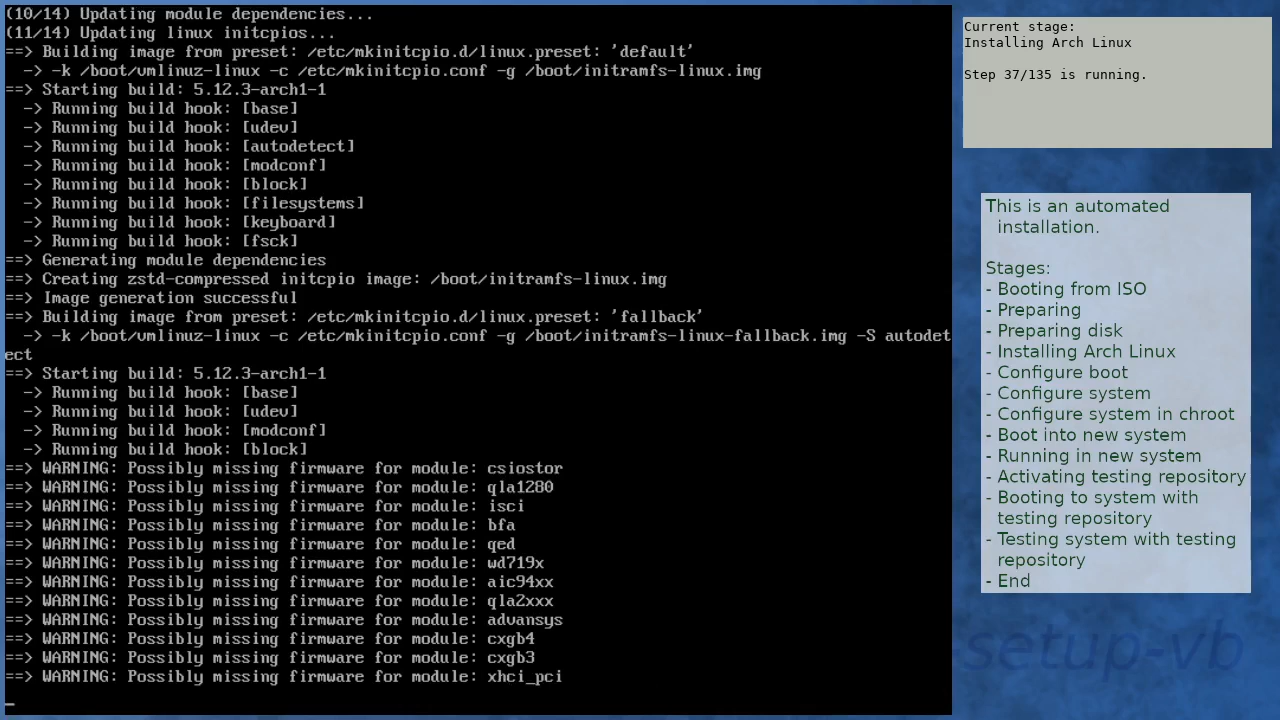 (10/14) Updating module dependencies...
(11/14) Updating linux initcpios...
==> Building image from preset: /etc/mkinitcpio.d/linux.preset: 'default'
  -> -k /boot/vmlinuz-linux -c /etc/mkinitcpio.conf -g /boot/initramfs-linux.img
==> Starting build: 5.12.3-arch1-1
  -> Running build hook: [base]
  -> Running build hook: [udev]
  -> Running build hook: [autodetect]
  -> Running build hook: [modconf]
  -> Running build hook: [block]
  -> Running build hook: [filesystems]
  -> Running build hook: [keyboard]
  -> Running build hook: [fsck]
==> Generating module dependencies
==> Creating zstd-compressed initcpio image: /boot/initramfs-linux.img
==> Image generation successful
==> Building image from preset: /etc/mkinitcpio.d/linux.preset: 'fallback'
  -> -k /boot/vmlinuz-linux -c /etc/mkinitcpio.conf -g /boot/initramfs-linux-fallback.img -S autodet
ect
==> Starting build: 5.12.3-arch1-1
  -> Running build hook: [base]
  -> Running build hook: [udev]
  -> Running build hook: [modconf]
  -> Running build hook: [block]
==> WARNING: Possibly missing firmware for module: csiostor
==> WARNING: Possibly missing firmware for module: qla1280
==> WARNING: Possibly missing firmware for module: isci
==> WARNING: Possibly missing firmware for module: bfa
==> WARNING: Possibly missing firmware for module: qed
==> WARNING: Possibly missing firmware for module: wd719x
==> WARNING: Possibly missing firmware for module: aic94xx
==> WARNING: Possibly missing firmware for module: qla2xxx
==> WARNING: Possibly missing firmware for module: advansys
==> WARNING: Possibly missing firmware for module: cxgb4
==> WARNING: Possibly missing firmware for module: cxgb3
==> WARNING: Possibly missing firmware for module: xhci_pci
_
Current stage:
Installing Arch Linux
Step 37/135 is running.
This is an automated
installation.
Stages:
- Booting from ISO
- Preparing
- Preparing disk
- Installing Arch Linux
- Configure boot
- Configure system
- Configure system in chroot
- Boot into new system
- Running in new system
- Activating testing repository
- Booting to system with
testing repository
- Testing system with testing
repository
- End
setup-vb